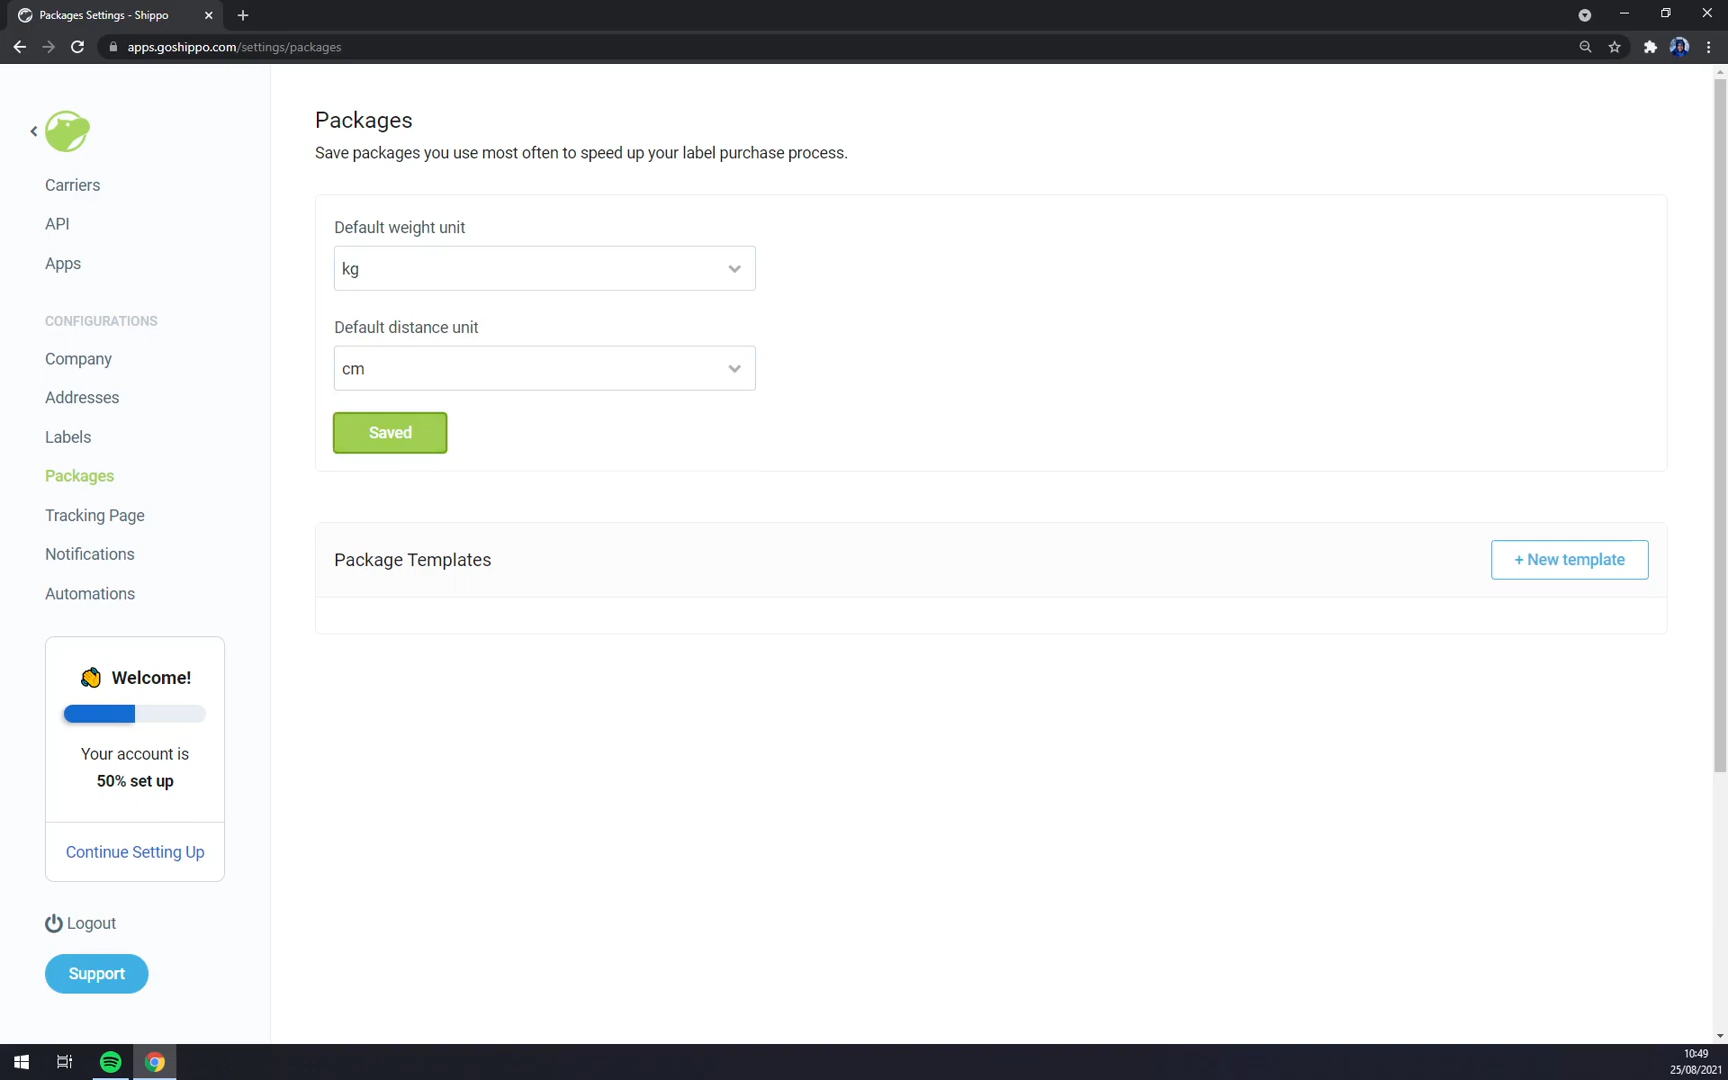 Packages Settings - Shippo
apps.goshippo.com/settings/packages
Carriers
API
Apps
CONFIGURATIONS
Company
Addresses
Labels
Packages
Tracking Page
Notifications
Automations
Welcome!
Your account is
50% set up
Continue Setting Up
Logout
Support
Packages
Save packages you use most often to speed up your label purchase process.
Default weight unit
kg
Default distance unit
cm
Saved
Package Templates
+ New template
10:49
25/08/2021